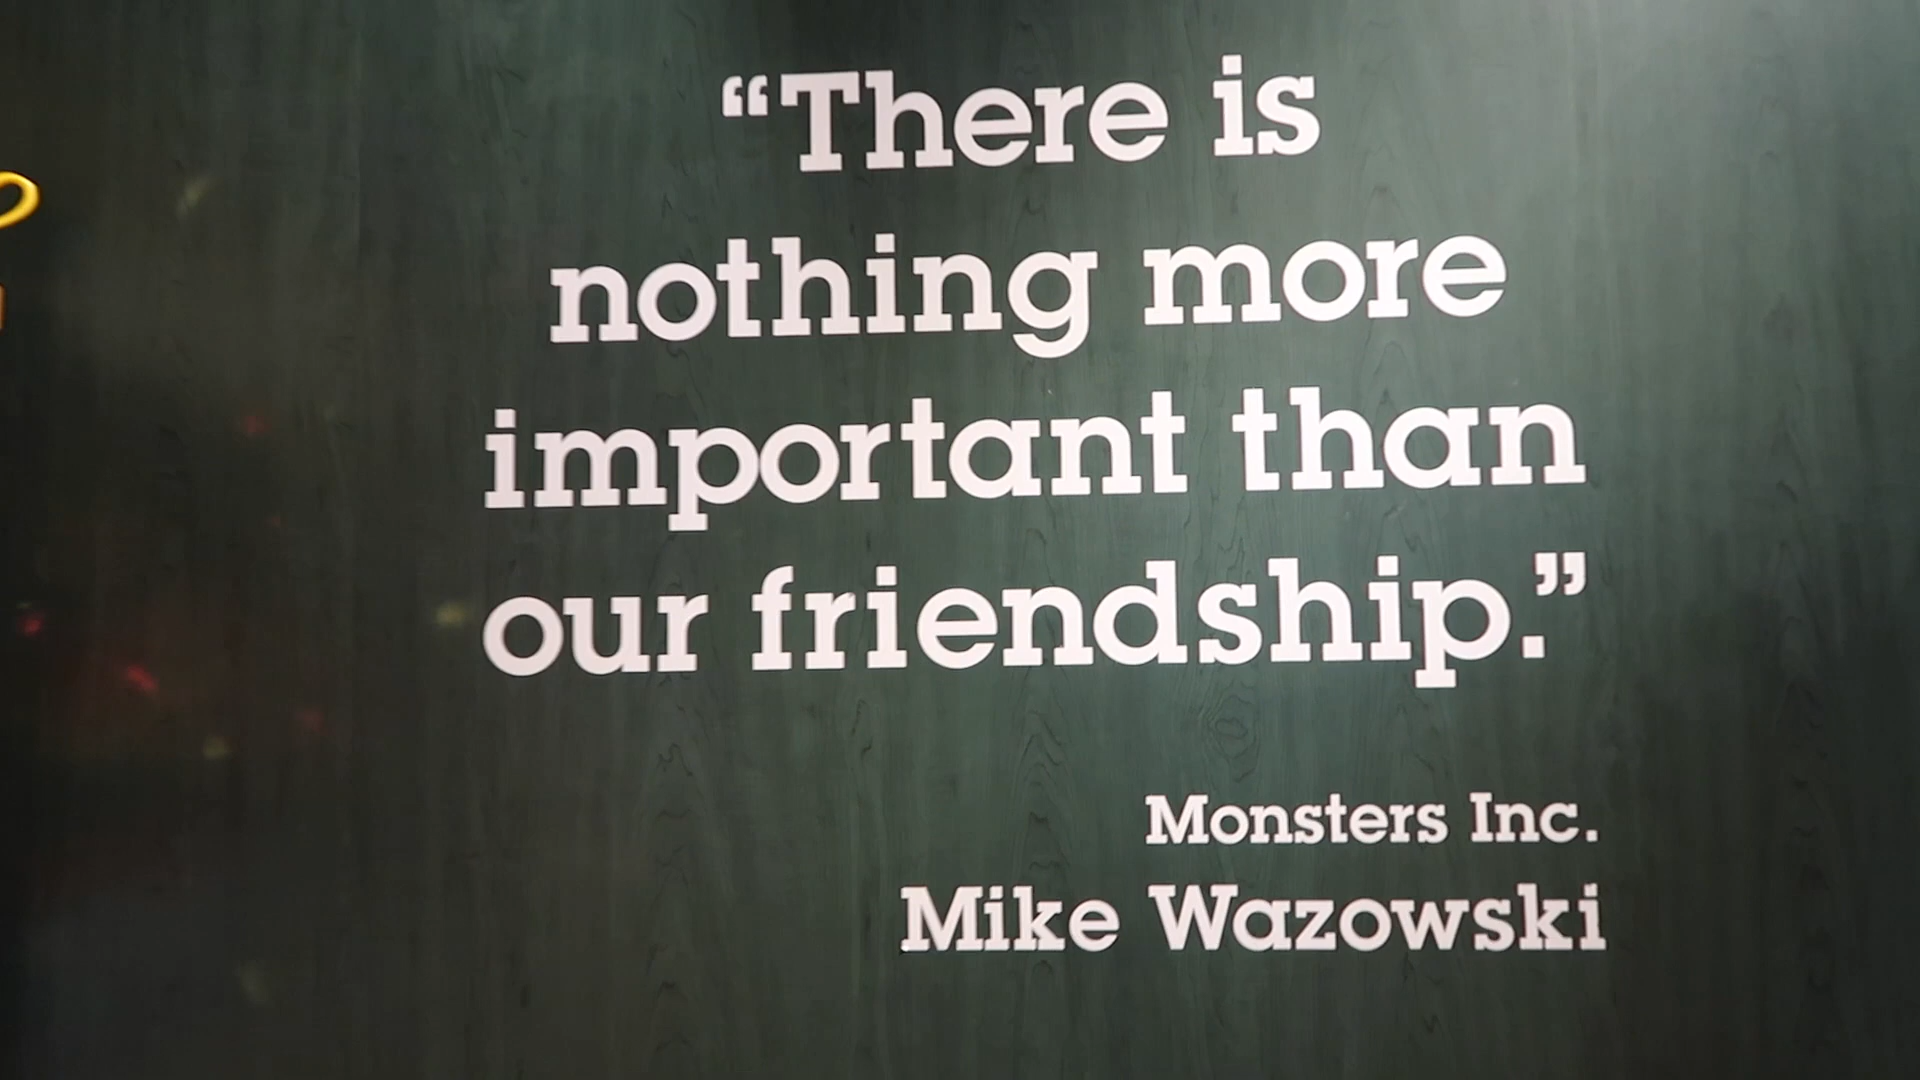 “There is
nothing more
important than
our friendship.”
Monsters Inc.
Mike Wazowski